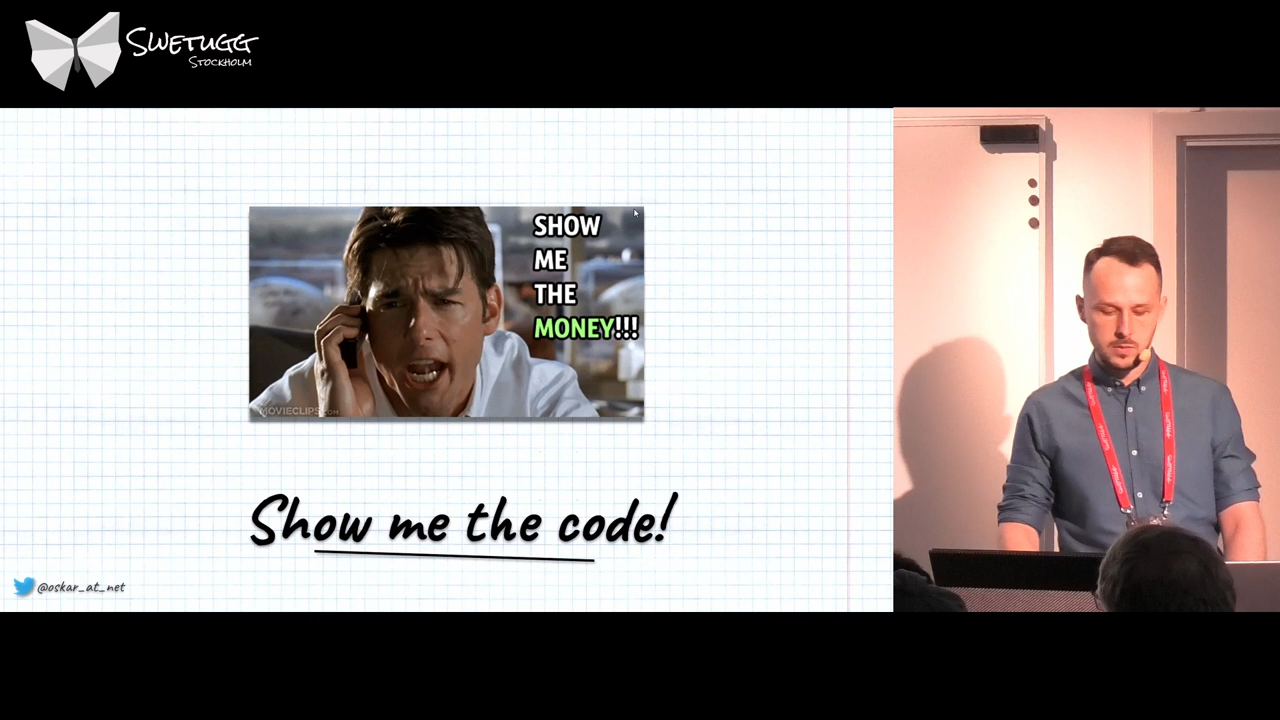 SWETUGG
STOCKHOLM
SHOW
ME
THE
MONEY!!!
MOVIECLIPS.COM
Show me the code!
@oskar_at_net